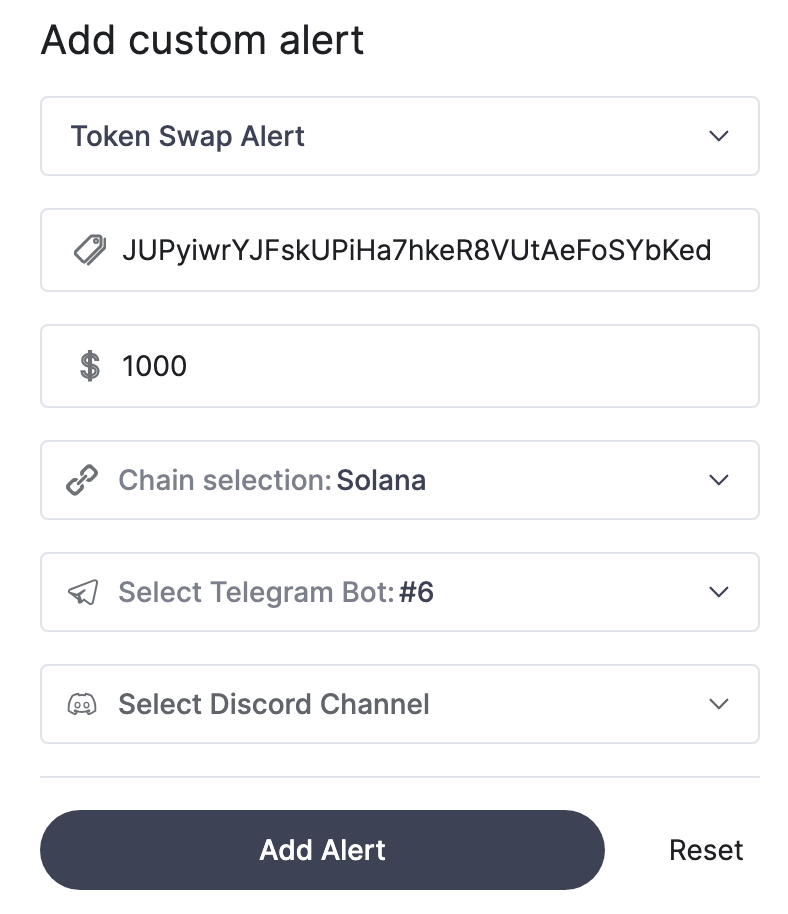 Add custom alert
Token Swap Alert
JUPyiwrYJFskUPiHa7hkeR8VUtAeFoSYbKed
$ 1000
Chain selection: Solana
Select Telegram Bot: #6
Select Discord Channel
Add Alert
Reset